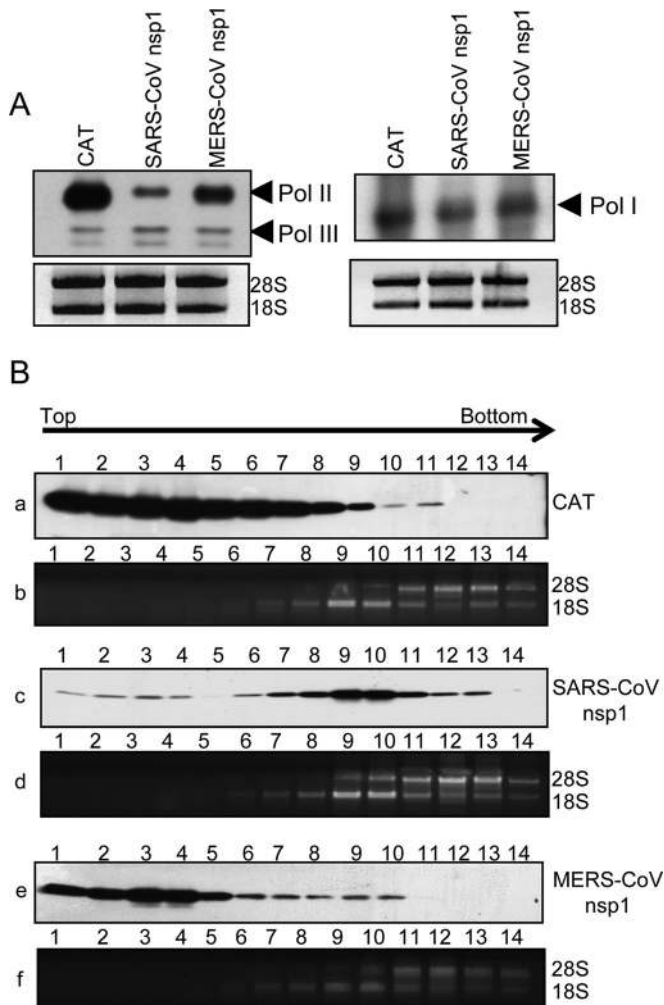 A
CAT
SARS-CoV nsp1
MERS-CoV nsp1
Pol II
Pol III
28S
18S
CAT
SARS-CoV nsp1
MERS-CoV nsp1
Pol I
28S
18S
B
Top Bottom
1 2 3 4 5 6 7 8 9 10 11 12 13 14
a CAT
1 2 3 4 5 6 7 8 9 10 11 12 13 14
b 28S
18S
1 2 3 4 5 6 7 8 9 10 11 12 13 14
c SARS-CoV
nsp1
1 2 3 4 5 6 7 8 9 10 11 12 13 14
d 28S
18S
1 2 3 4 5 6 7 8 9 10 11 12 13 14
e MERS-CoV
nsp1
1 2 3 4 5 6 7 8 9 10 11 12 13 14
f 28S
18S